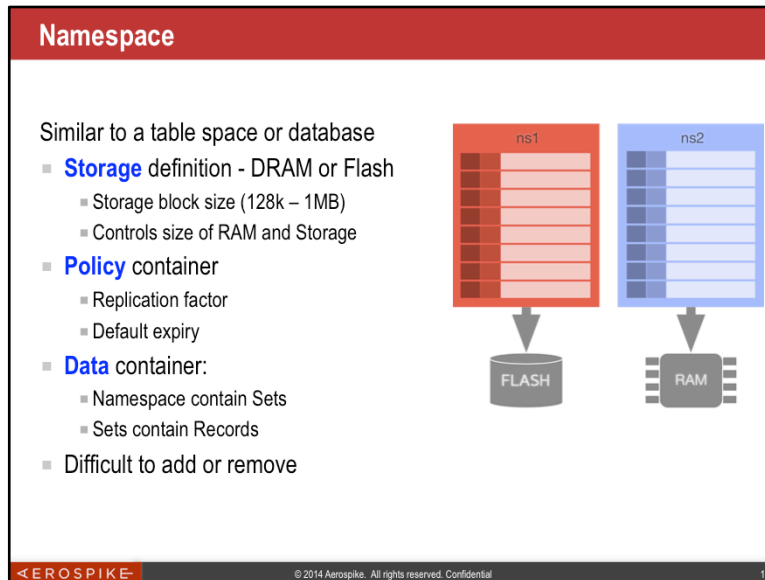 Namespace
Similar to a table space or database
Storage definition - DRAM or Flash
Storage block size (128k – 1MB)
Controls size of RAM and Storage
Policy container
Replication factor
Default expiry
Data container:
Namespace contain Sets
Sets contain Records
Difficult to add or remove
ns1
ns2
FLASH
RAM
AEROSPIKE
© 2014 Aerospike. All rights reserved. Confidential
1